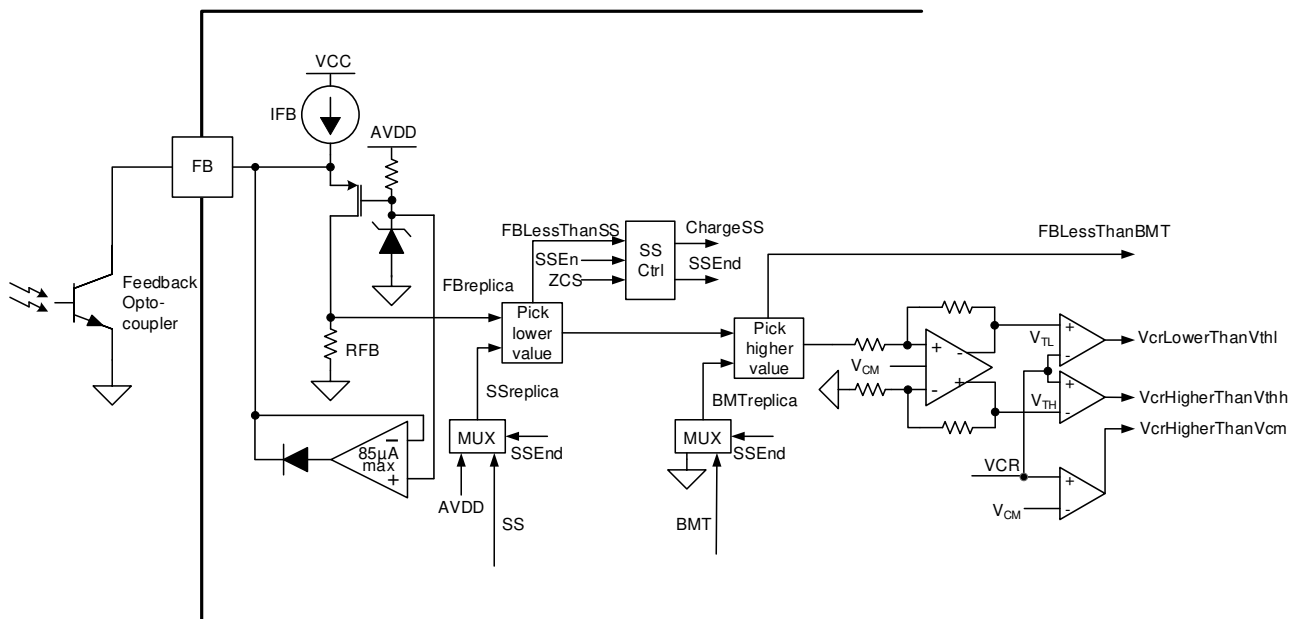 VCC
IFB
AVDD
FB
FBLessThanSS
ChargeSS
FBLessThanBMT
SSEn
SS
Ctrl
SSEnd
ZCS
Feedback
Opto-
coupler
FBreplica
Pick
lower
value
Pick
higher
value
RFB
VCM
+
-
-
+
VTL
+
-
VcrLowerThanVthl
SSreplica
BMTreplica
VTH
+
-
VcrHigherThanVthh
VcrHigherThanVcm
85µA
max
-
+
MUX
SSEnd
MUX
SSEnd
VCR
+
-
VCM
AVDD
SS
BMT